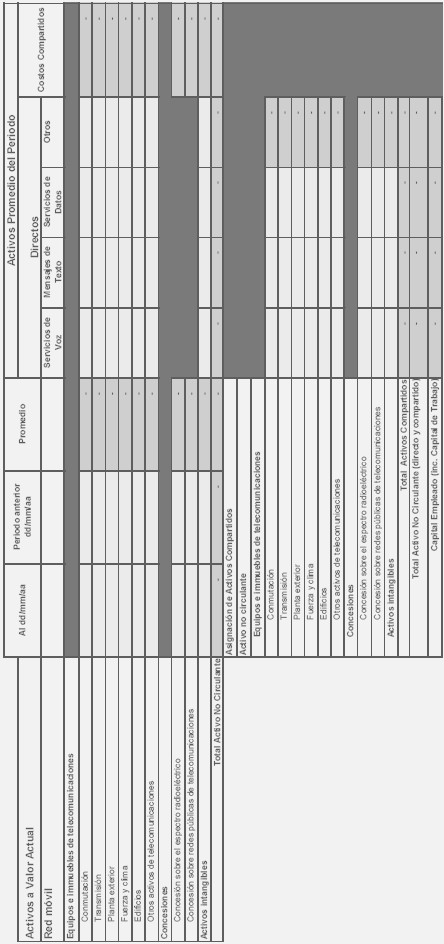 Activos a Valor Actual
Al dd/mm/aa
Periodo anterior dd/mm/aa
Promedio
Activos Promedio del Periodo
Directos
Costos Compartidos
Red móvil
Servicios de Voz
Mensajes de Texto
Servicios de Datos
Otros
Equipos e immuebles de telecomunicaciones
Conmutación - -
Transmisión - -
Planta exterior - -
Fuerza y clima - -
Edificios - -
Otros activos de telecomunicaciones - -
Concesiones
Concesión sobre el espectro radioeléctrico - -
Concesión sobre redes públicas de telecomunicaciones - -
Activos intangibles - -
Total Activo No Circulante - - - - - - - -
Asignación de Activos Compartidos
Activo no circulante
Equipos e immuebles de telecomunicaciones
Conmutación -
Transmisión -
Planta exterior -
Fuerza y clima -
Edificios -
Otros activos de telecomunicaciones -
Concesiones
Concesión sobre el espectro radioeléctrico -
Concesión sobre redes públicas de telecomunicaciones -
Activos intangibles -
Total Activos Compartidos - - - -
Total Activo No Circulante (directo y compartido) - - - -
Capital Empleado (Inc. Capital de Trabajo) - - - -